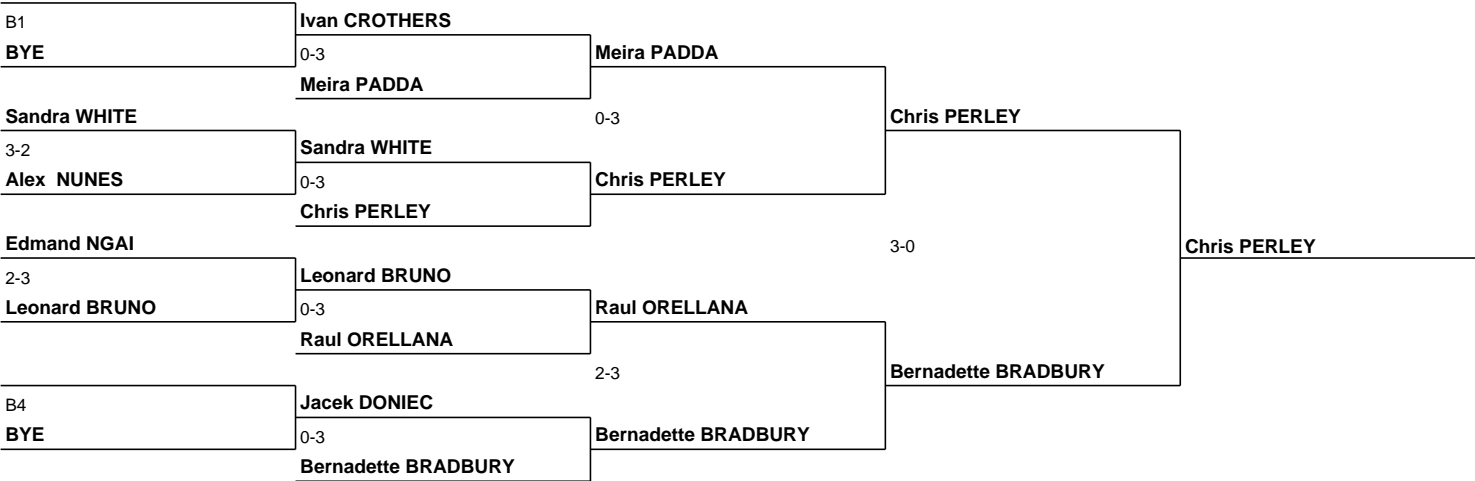 B1
BYE
Sandra WHITE
3-2
Alex  NUNES
Edmand NGAI
2-3
Leonard BRUNO
B4
BYE
Ivan CROTHERS
0-3
Meira PADDA
Sandra WHITE
0-3
Chris PERLEY
Leonard BRUNO
0-3
Raul ORELLANA
Jacek DONIEC
0-3
Bernadette BRADBURY
Meira PADDA
0-3
Chris PERLEY
Raul ORELLANA
2-3
Bernadette BRADBURY
Chris PERLEY
3-0
Bernadette BRADBURY
Chris PERLEY